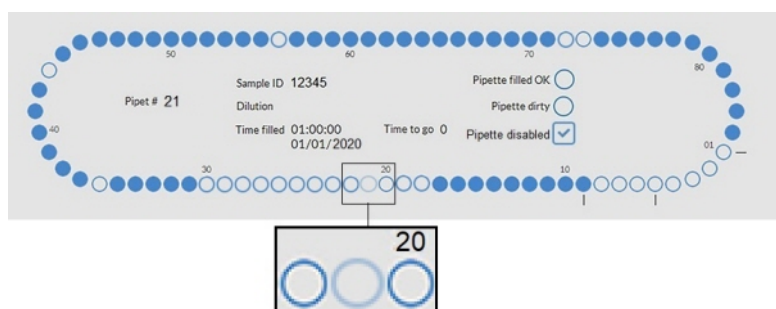 50
60
70
80
Sample ID 12345
Pipette filled OK
Pipet # 21
Dilution
Pipette dirty
Time filled 01:00:00
01/01/2020
Time to go 0
Pipette disabled
40
01
30
20
10
20